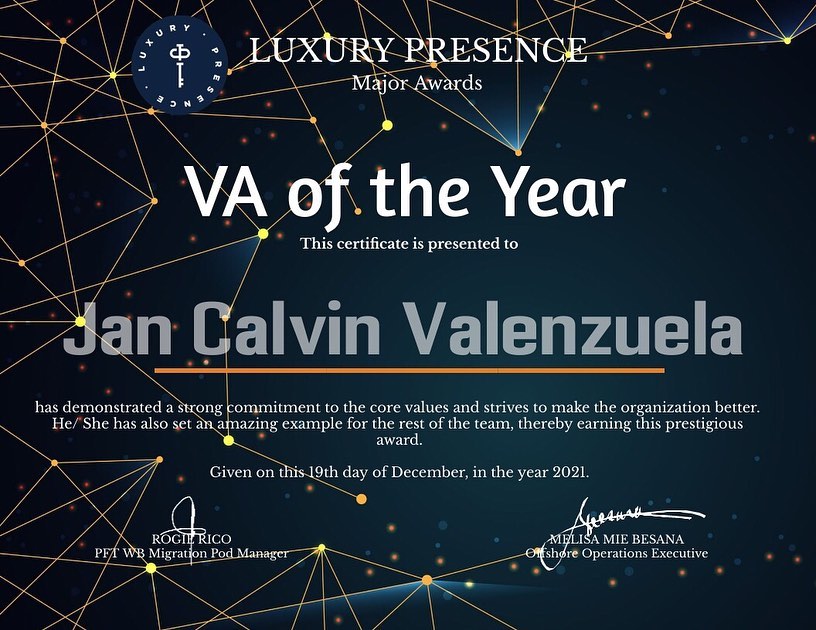 LUXURY PRESENCE
LUXURY PRESENCE
Major Awards
VA of the Year
This certificate is presented to
Jan Calvin Valenzuela
has demonstrated a strong commitment to the core values and strives to make the organization better.
He/ She has also set an amazing example for the rest of the team, thereby earning this prestigious
award.
Given on this 19th day of December, in the year 2021.
ROGIE RICO
PFT WB Migration Pod Manager
MELISA MIE BESANA
Offshore Operations Executive